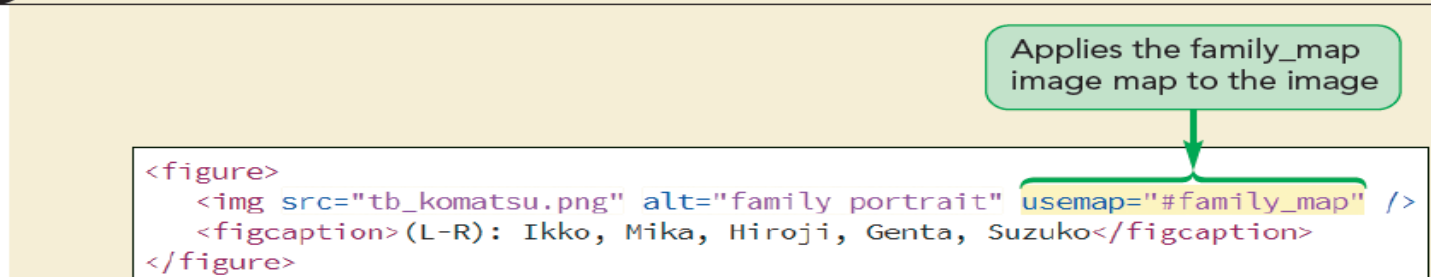 Applies the family_map
image map to the image
<figure>
<img src="tb_komatsu.png" alt="family portrait" usemap="#family_map" />
<figcaption>(L-R): Ikko, Mika, Hiroji, Genta, Suzuko</figcaption>
</figure>